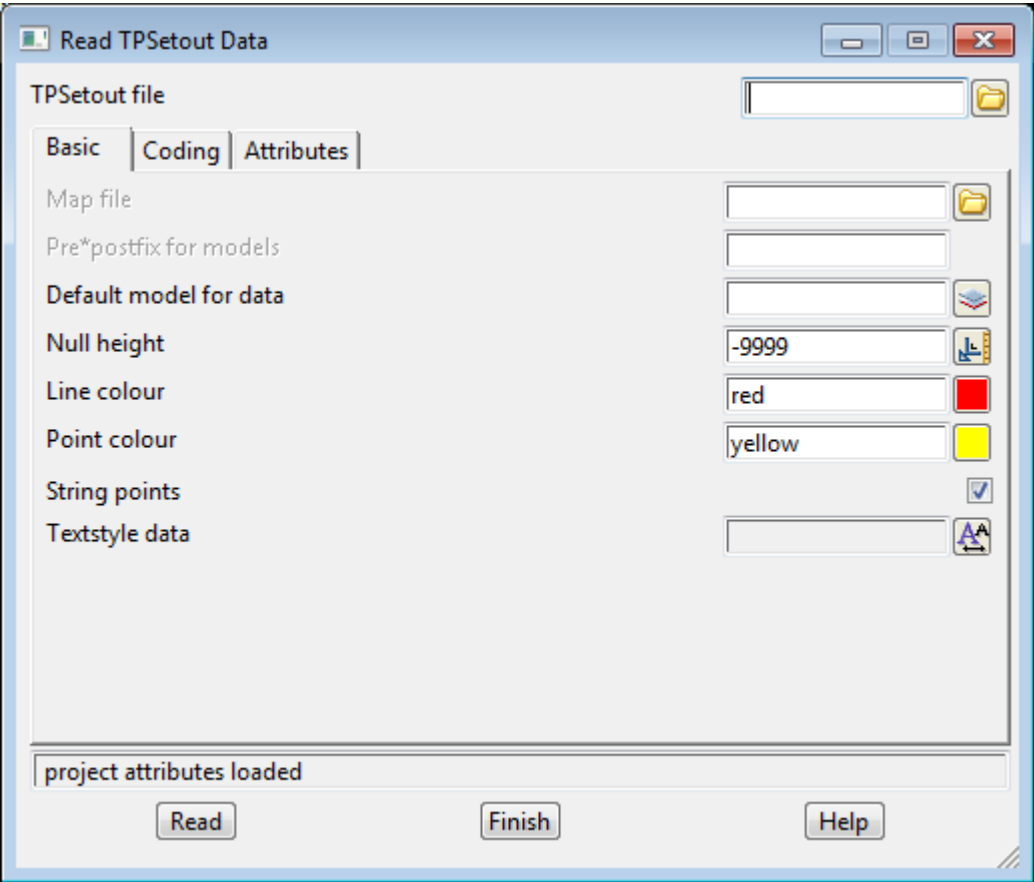 Read TPSetout Data
TPSetout file
Basic Coding Attributes
Map file
Pre*postfix for models
Default model for data
Null height -9999
Line colour red
Point colour yellow
String points
Textstyle data
project attributes loaded
Read Finish Help